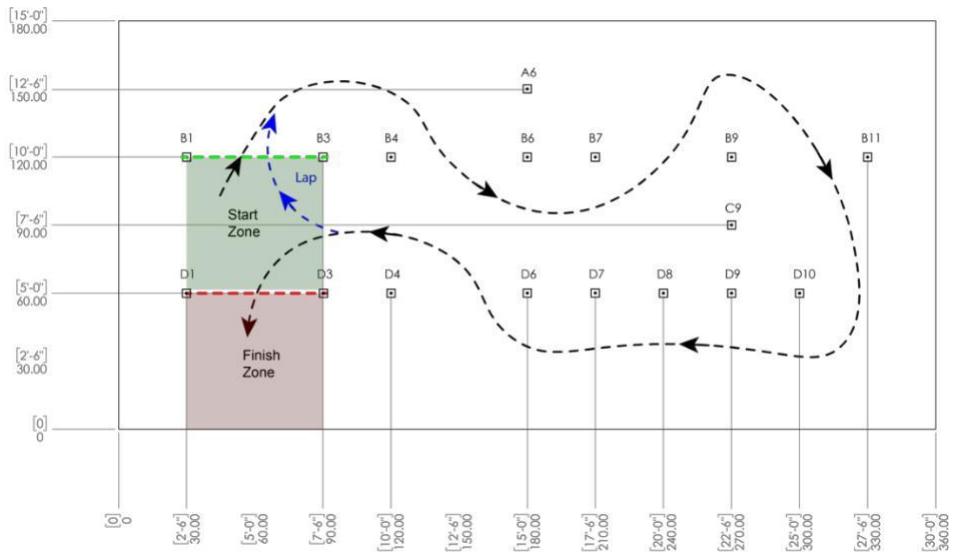 [15'-0"]
180.00
[12'-6"]
150.00
A6
B1
B3
B4
B6
B7
B9
B11
[10'-0"]
120.00
Lap
C9
[7'-6"]
90.00
Start
Zone
D1
D3
D4
D6
D7
D8
D9
D10
[5'-0"]
60.00
[2'-6"]
30.00
Finish
Zone
[0]
0
[0]
0
[2'-6"]
30.00
[5'-0"]
60.00
[7'-6"]
90.00
[10'-0"]
120.00
[12'-6"]
150.00
[15'-0"]
180.00
[17'-6"]
210.00
[20'-0"]
240.00
[22'-6"]
270.00
[25'-0"]
300.00
[27'-6"]
330.00
[30'-0"]
360.00